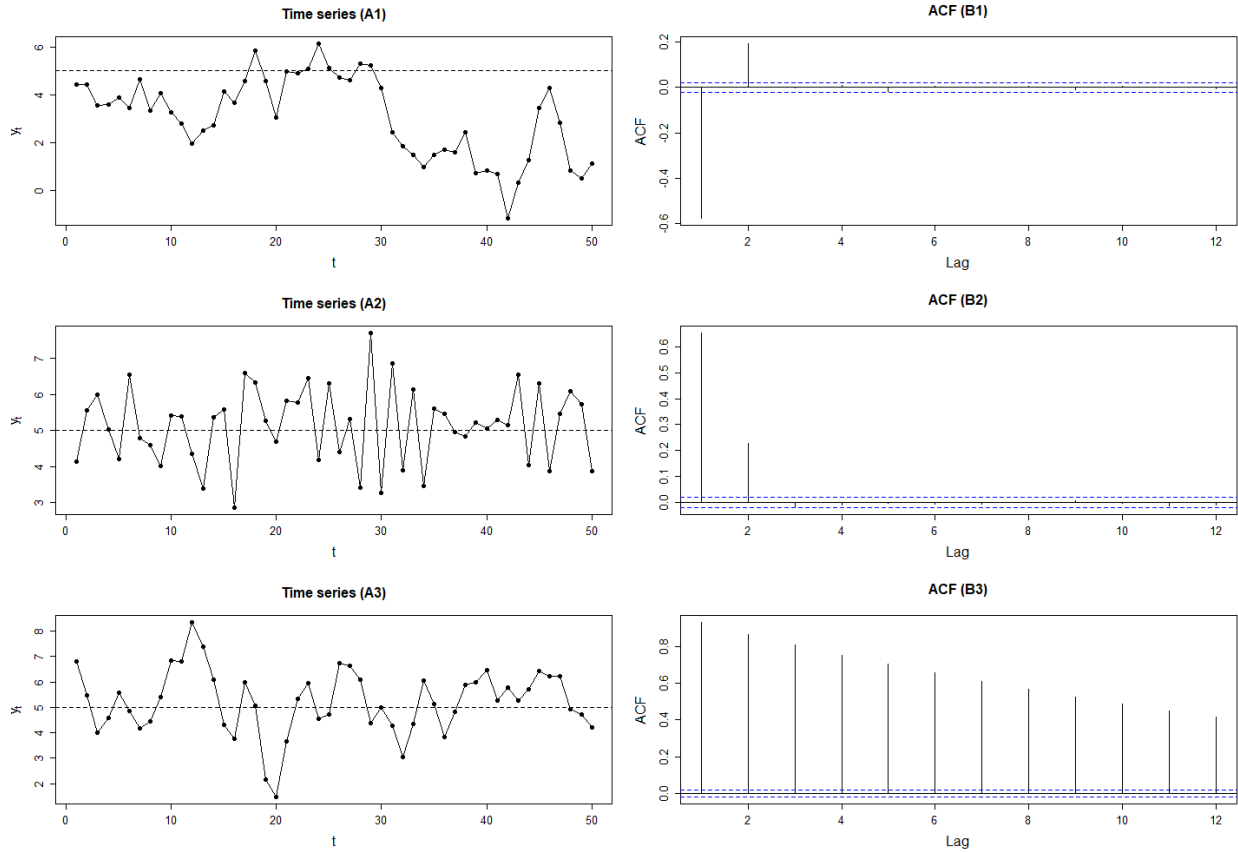 Time series (A1)
yt
6
4
2
0
0 10 20 30 40 50
t
ACF (B1)
ACF
0.2
0.0
-0.2
-0.4
-0.6
2 4 6 8 10 12
Lag
Time series (A2)
yt
7
6
5
4
3
0 10 20 30 40 50
t
ACF (B2)
ACF
0.6
0.5
0.4
0.3
0.2
0.1
0.0
2 4 6 8 10 12
Lag
Time series (A3)
yt
8
7
6
5
4
3
2
0 10 20 30 40 50
t
ACF (B3)
ACF
0.8
0.6
0.4
0.2
0.0
2 4 6 8 10 12
Lag